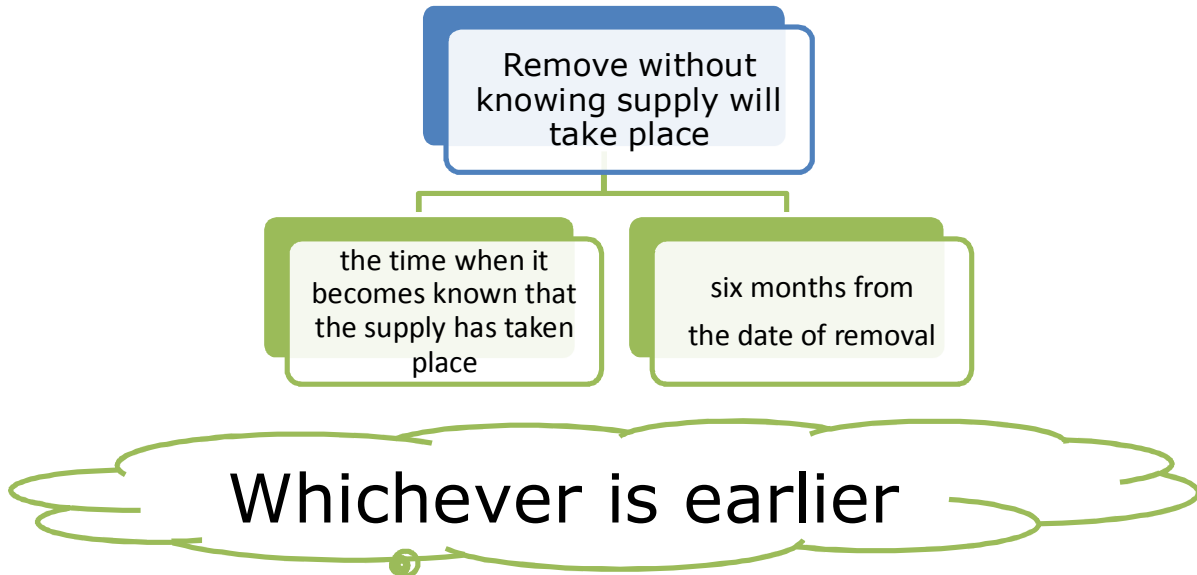 Remove without
knowing supply will
take place
the time when it
becomes known that
the supply has taken
place
six months from
the date of removal
Whichever is earlier